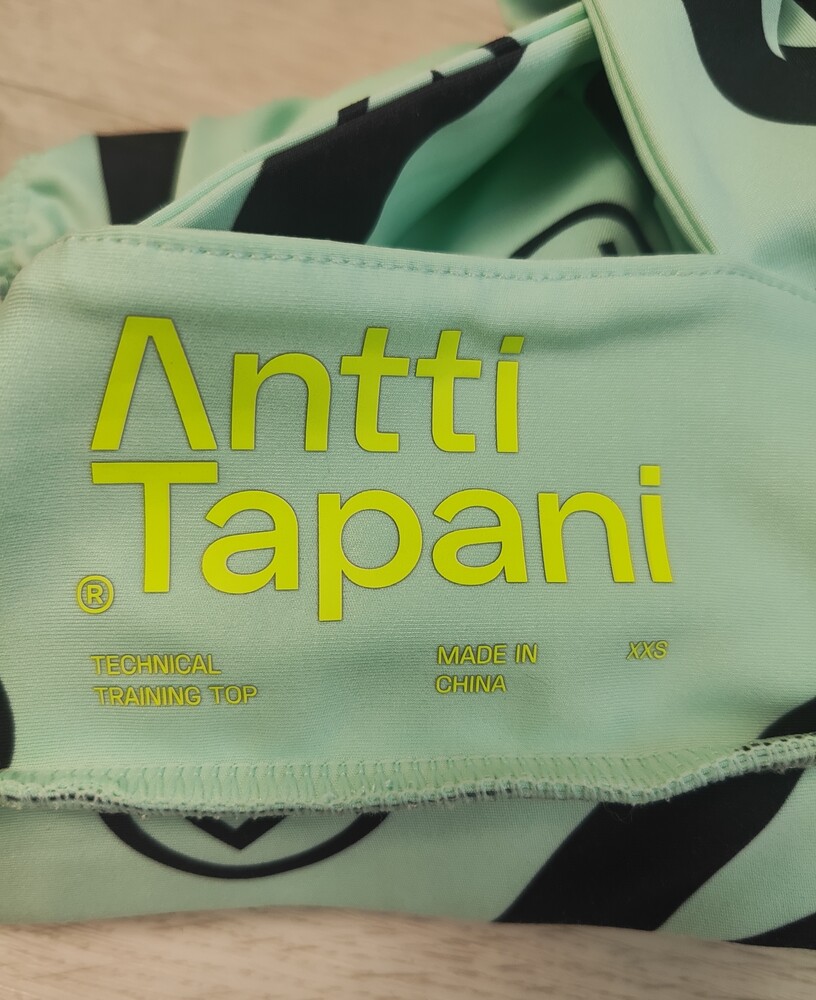 Antti
Tapani
®
TECHNICAL
TRAINING TOP
MADE IN
CHINA
XXS